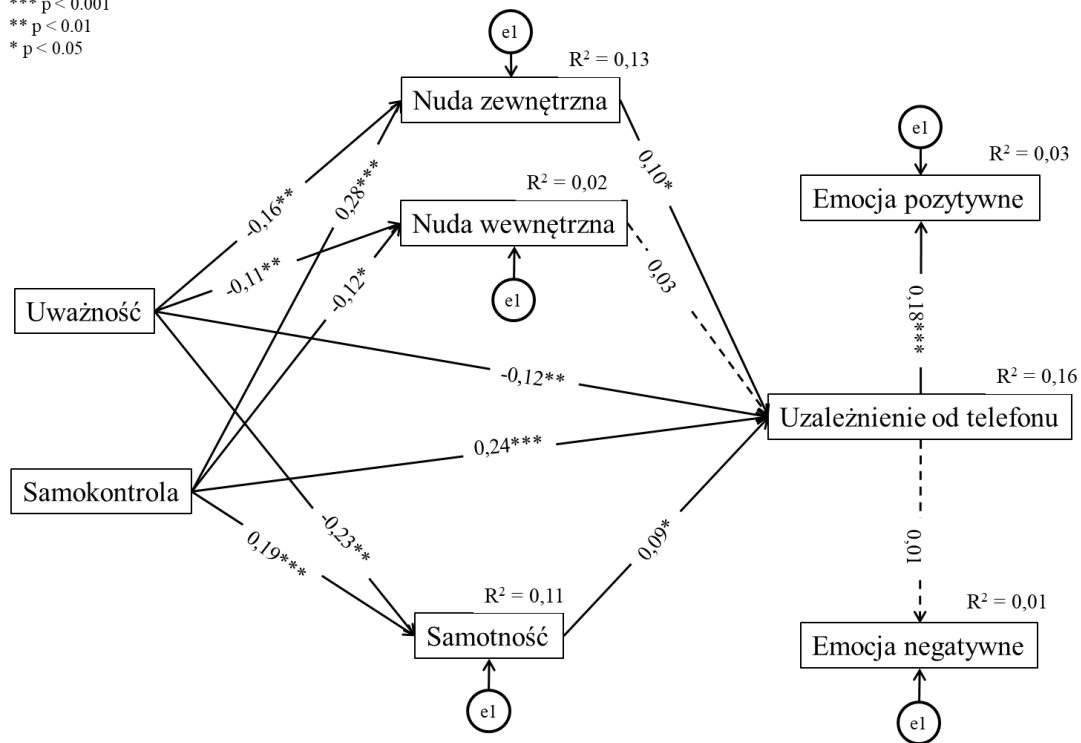 *** p < 0.001
** p < 0.01
* p < 0.05
e1
R² = 0,13
Nuda zewnętrzna
e1
R² = 0,03
Emocja pozytywne
-0,16**
0,28***
0,10*
R² = 0,02
Nuda wewnętrzna
-0,11**
-0,12*
0,03
e1
Uważność
0,18***
-0,12**
R² = 0,16
Uzależnienie od telefonu
0,24***
Samokontrola
-0,23**
0,19***
0,09*
0,01
R² = 0,11
Samotność
R² = 0,01
Emocja negatywne
e1
e1